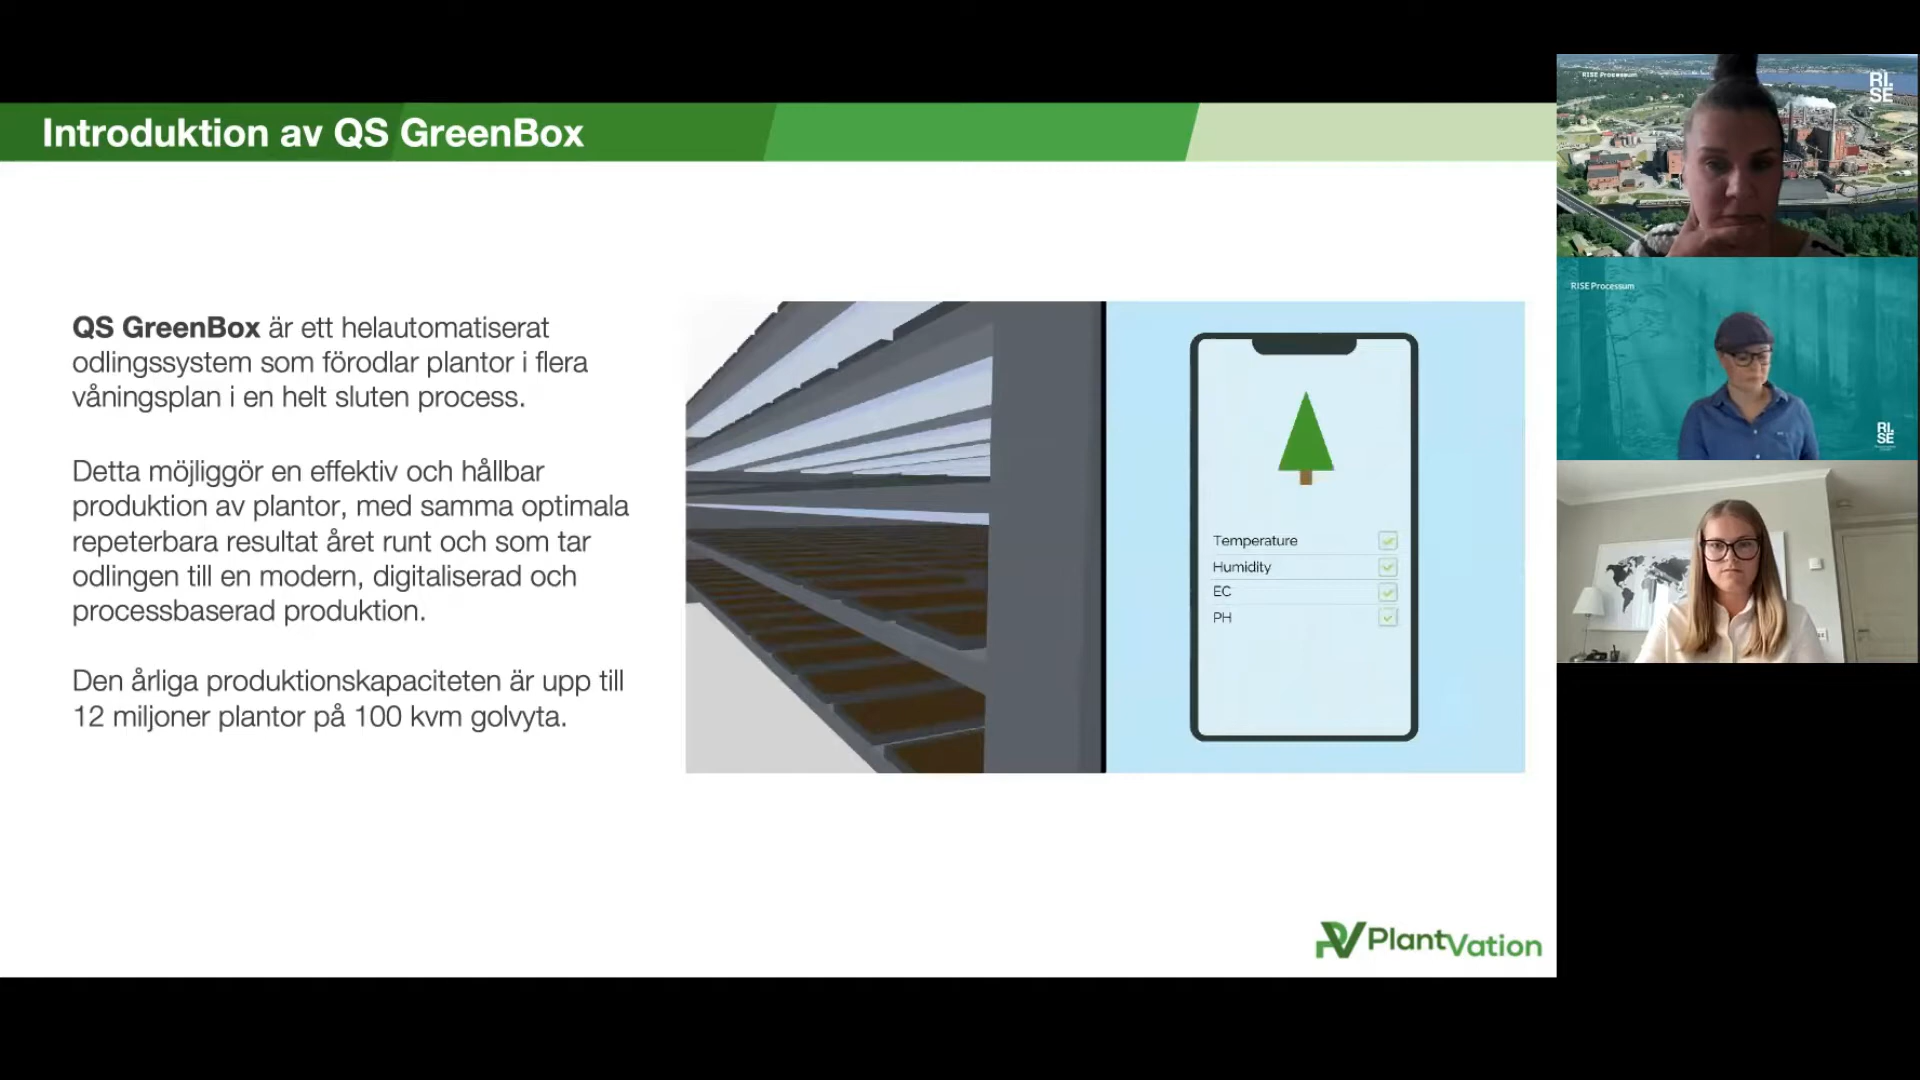 Introduktion av QS GreenBox
QS GreenBox är ett helautomatiserat
odlingssystem som förodlar plantor i flera
våningsplan i en helt sluten process.
Detta möjliggör en effektiv och hållbar
produktion av plantor, med samma optimala
repeterbara resultat året runt och som tar
odlingen till en modern, digitaliserad och
processbaserad produktion.
Den årliga produktionskapaciteten är upp till
12 miljoner plantor på 100 kvm golvyta.
Temperature
Humidity
EC
PH
PlantVation
RISE Processum
RI.
SE
RISE Processum
RI.
SE